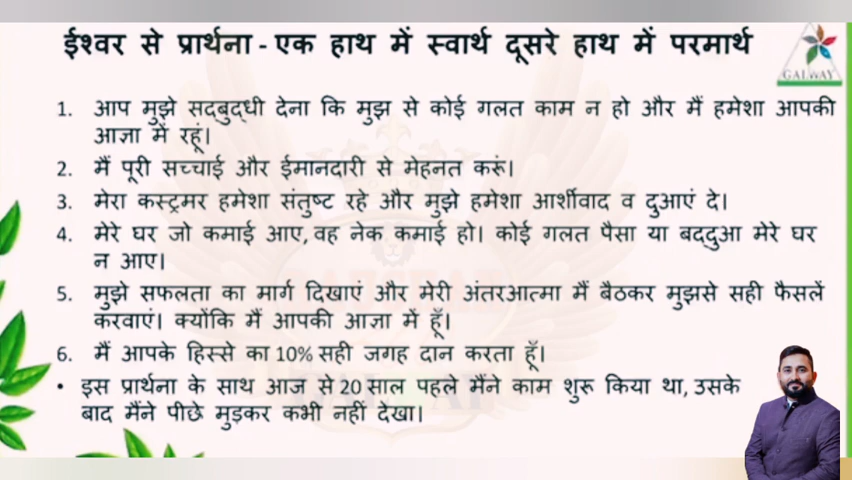 ईश्वर से प्रार्थना - एक हाथ में स्वार्थ दूसरे हाथ में परमार्थ
GALWAY
1. आप मुझे सद्बुद्धी देना कि मुझ से कोई गलत काम न हो और मैं हमेशा आपकी
आज्ञा में रहूं।
2. मैं पूरी सच्चाई और ईमानदारी से मेहनत करूं।
3. मेरा कस्ट्रमर हमेशा संतुष्ट रहे और मुझे हमेशा आर्शीवाद व दुआएं दे।
4. मेरे घर जो कमाई आए, वह नेक कमाई हो। कोई गलत पैसा या बद्दुआ मेरे घर
न आए।
5. मुझे सफलता का मार्ग दिखाएं और मेरी अंतरआत्मा मैं बैठकर मुझसे सही फैसलें
करवाएं। क्योंकि मैं आपकी आज्ञा में हूँ।
6. मैं आपके हिस्से का 10% सही जगह दान करता हूँ।
• इस प्रार्थना के साथ आज से 20 साल पहले मैंने काम शुरू किया था, उसके
बाद मैंने पीछे मुड़कर कभी नहीं देखा।